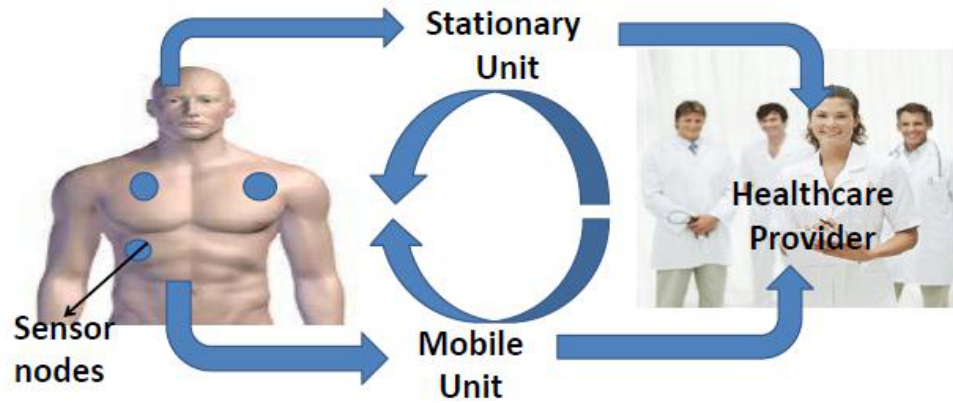 Stationary
Unit
Healthcare
Provider
Sensor
nodes
Mobile
Unit